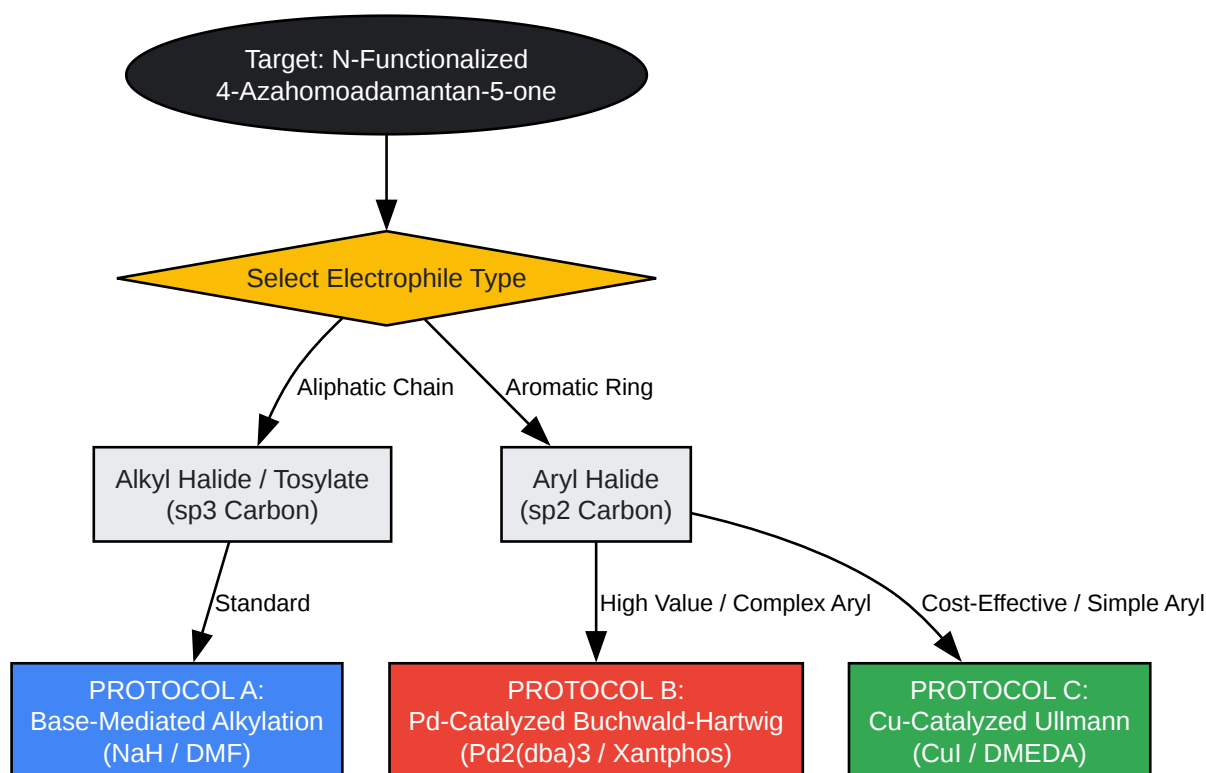 Target: N-Functionalized
4-Azahomoadamantan-5-one
Select Electrophile Type
Aliphatic Chain
Aromatic Ring
Alkyl Halide / Tosylate
(sp3 Carbon)
Aryl Halide
(sp2 Carbon)
Standard
High Value / Complex Aryl
Cost-Effective / Simple Aryl
PROTOCOL A:
Base-Mediated Alkylation
(NaH / DMF)
PROTOCOL B:
Pd-Catalyzed Buchwald-Hartwig
(Pd2(dba)3 / Xantphos)
PROTOCOL C:
Cu-Catalyzed Ullmann
(CuI / DMEDA)